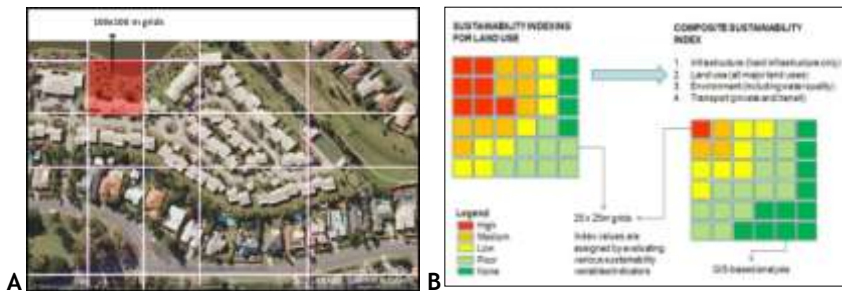 100x100 m grids
A
B
SUSTAINABILITY INDEXING
FOR LAND USE
COMPOSITE SUSTAINABILITY
INDEX
1. Infrastructure (hard infrastructure only)
2. Land use (all major land uses)
3. Environment (including water quality)
4. Transport (private and transit)
Legend
High
Medium
Low
Poor
None
25 x 25m grids
Index values are
assigned by evaluating
various sustainability
variables/indicators
GIS-based analysis